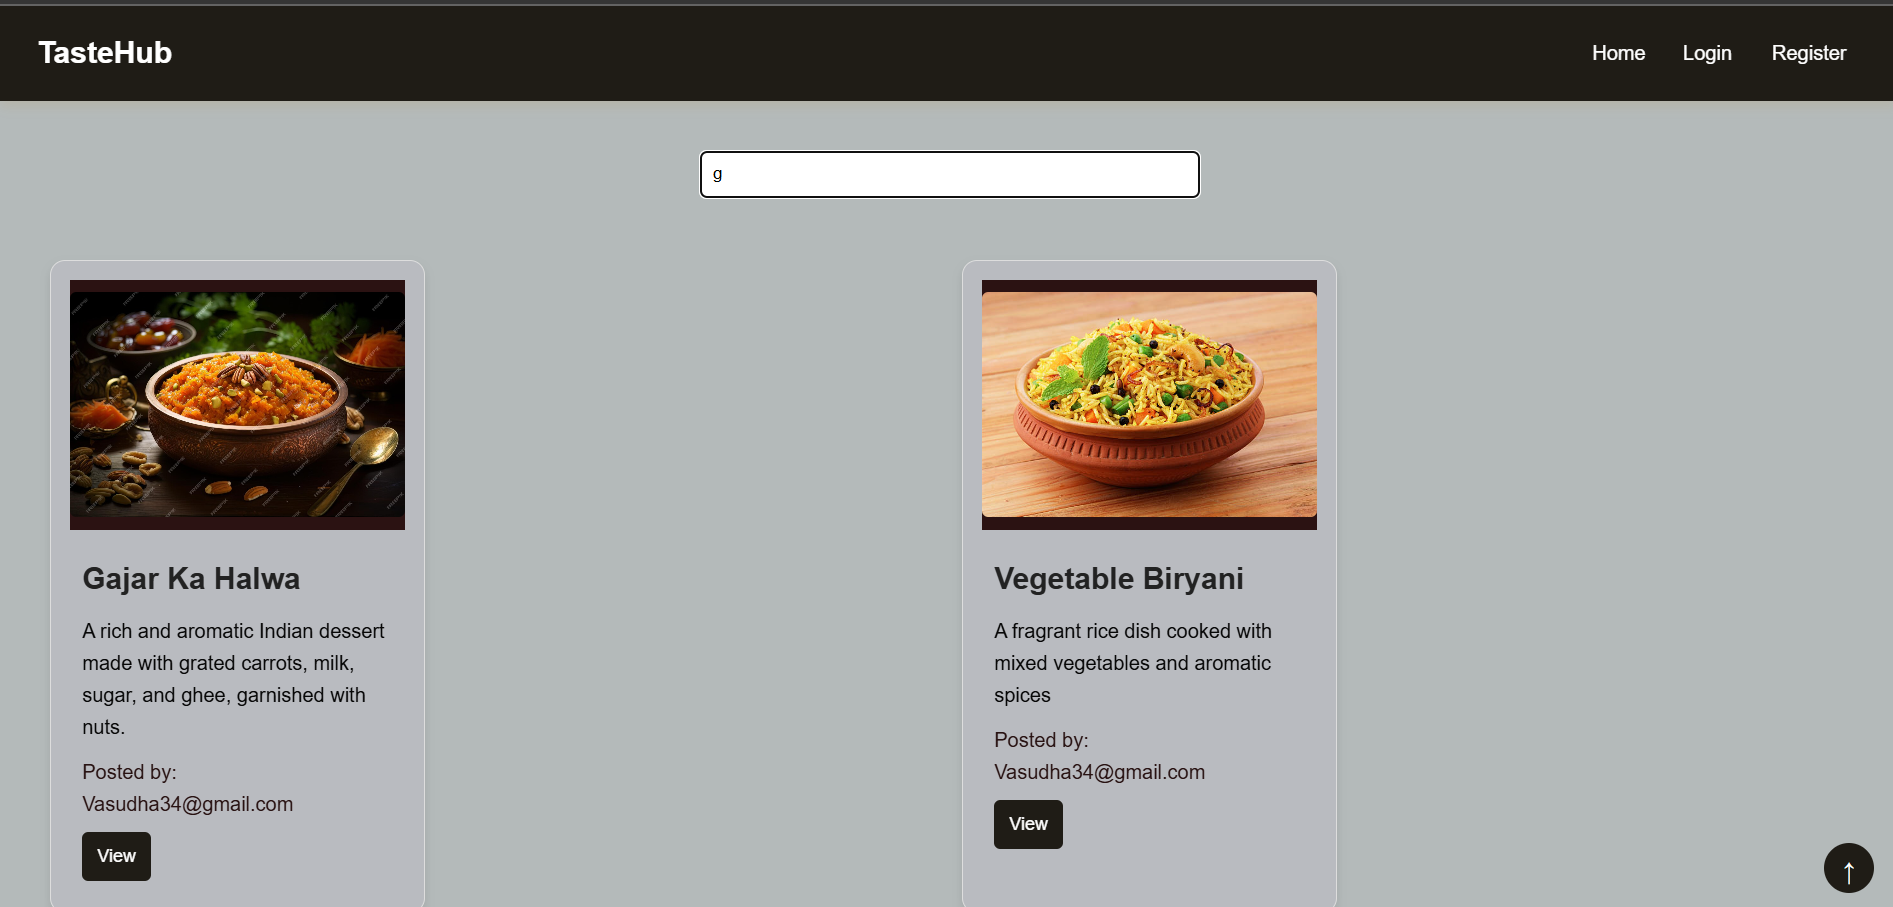 TasteHub
Home Login Register
g
Gajar Ka Halwa
A rich and aromatic Indian dessert
made with grated carrots, milk,
sugar, and ghee, garnished with
nuts.
Posted by:
Vasudha34@gmail.com
View
Vegetable Biryani
A fragrant rice dish cooked with
mixed vegetables and aromatic
spices
Posted by:
Vasudha34@gmail.com
View
↑